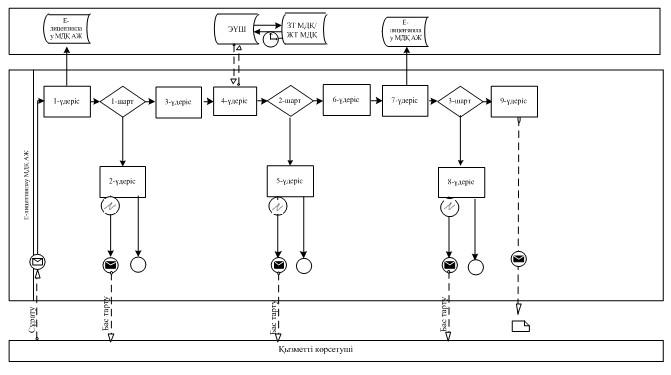 Е-
лицензиялa
у МДҚ АЖ
ЭҮШ
ЗТ МДҚ/
ЖТ МДҚ
Е-
лицензиялa
у МДҚ АЖ
1-үдеріс
1-шарт
3-үдеріс
4-үдеріс
2-шарт
6-үдеріс
7-үдеріс
3-шарт
9-үдеріс
2-үдеріс
5-үдеріс
8-үдеріс
Е-лицензиялау МДҚ АЖ
Сұрату
Бас тарту
Бас тарту
Бас тарту
Қызметті көрсетуші